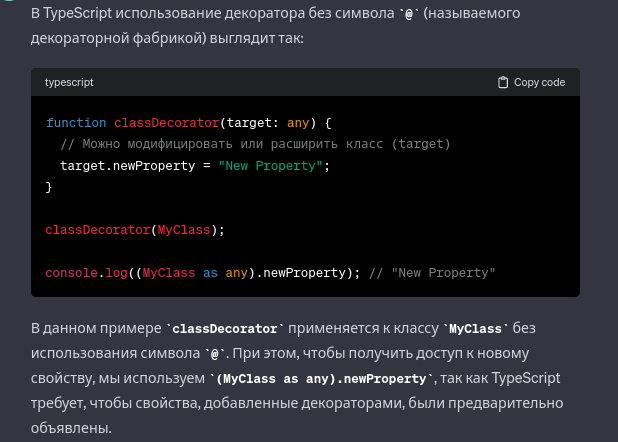 В TypeScript использование декоратора без символа `@` (называемого
декораторной фабрикой) выглядит так:
typescript
Copy code
function classDecorator(target: any) {
// Можно модифицировать или расширить класс (target)
target.newProperty = "New Property";
}
classDecorator(MyClass);
console.log((MyClass as any).newProperty); // "New Property"
В данном примере `classDecorator` применяется к классу `MyClass` без
использования символа `@`. При этом, чтобы получить доступ к новому
свойству, мы используем `(MyClass as any).newProperty`, так как TypeScript
требует, чтобы свойства, добавленные декораторами, были предварительно
объявлены.